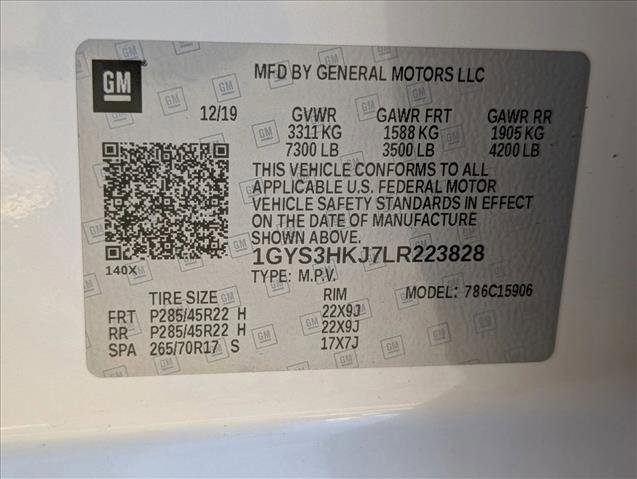 GM
MFD BY GENERAL MOTORS LLC
12/19 GVWR GAWR FRT GAWR RR
3311 KG 1588 KG 1905 KG
7300 LB 3500 LB 4200 LB
THIS VEHICLE CONFORMS TO ALL
APPLICABLE U.S. FEDERAL MOTOR
VEHICLE SAFETY STANDARDS IN EFFECT
ON THE DATE OF MANUFACTURE
SHOWN ABOVE.
1GYS3HKJ7LR223828
140X
TYPE: M.P.V.
TIRE SIZE RIM MODEL: 786C15906
FRT P285/45R22 H 22X9J
RR P285/45R22 H 22X9J
SPA 265/70R17 S 17X7J